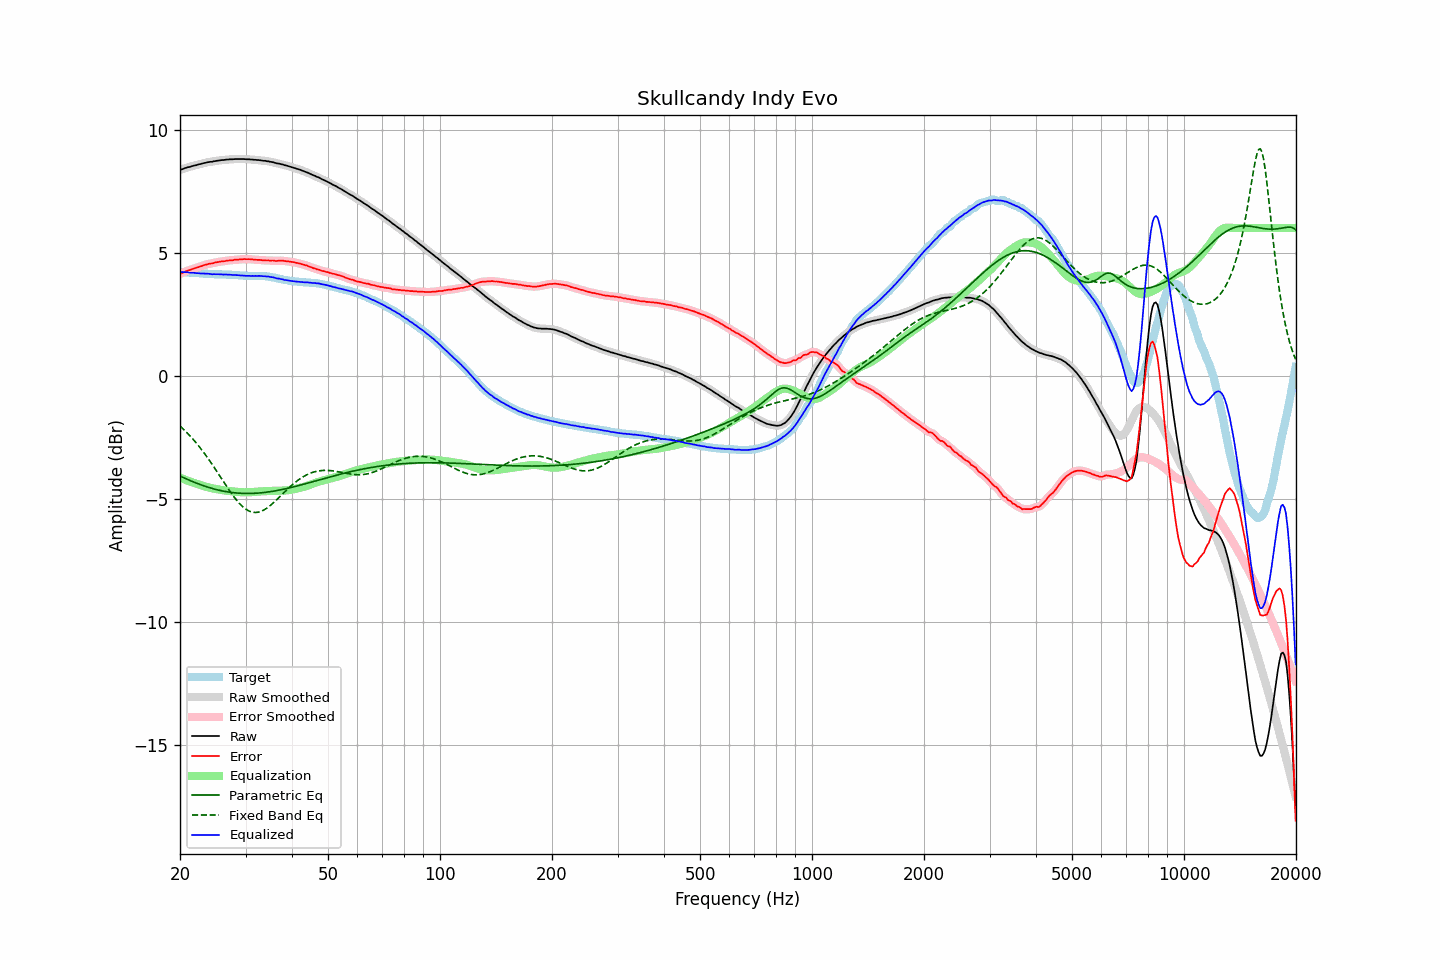 Skullcandy Indy Evo
10
5
0
−5
−10
−15
Amplitude (dBr)
Target
Raw Smoothed
Error Smoothed
Raw
Error
Equalization
Parametric Eq
Fixed Band Eq
Equalized
20 50 100 200 500 1000 2000 5000 10000 20000
Frequency (Hz)